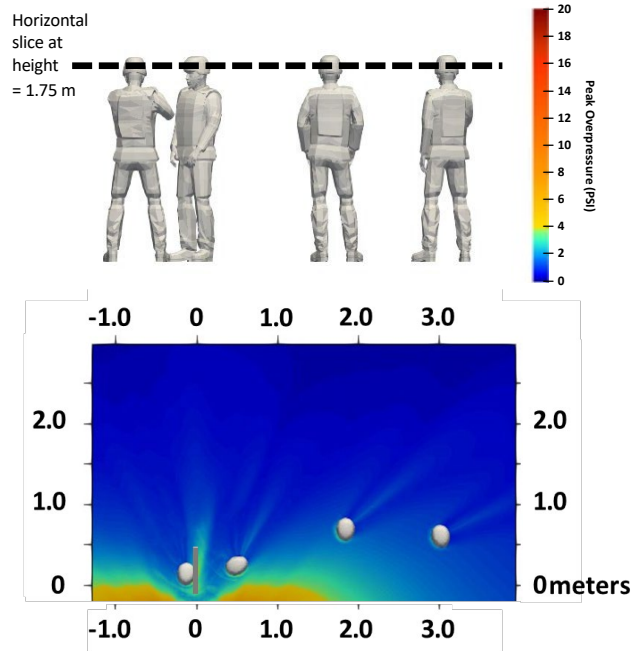 Horizontal
slice at
height
= 1.75 m
20
18
16
14
12
10
8
6
4
2
0
Peak Overpressure (PSI)
-1.0 0 1.0 2.0 3.0
2.0 2.0
1.0 1.0
0 0 meters
-1.0 0 1.0 2.0 3.0